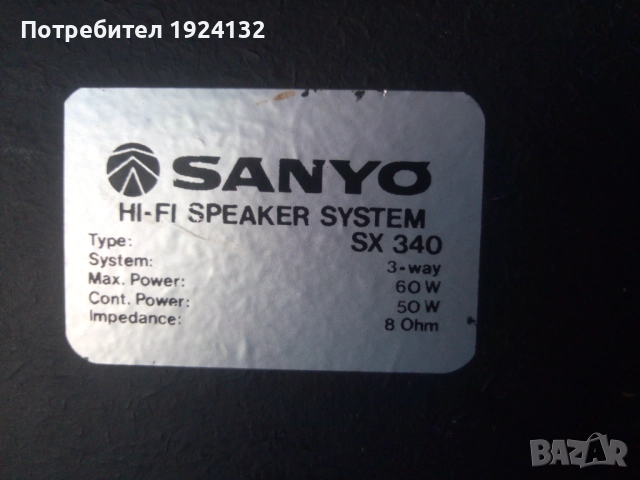 Потребител 1924132
SANYO
HI-FI SPEAKER SYSTEM
Type: SX 340
System: 3-way
Max. Power: 60 W
Cont. Power: 50 W
Impedance: 8 Ohm
BAZAR